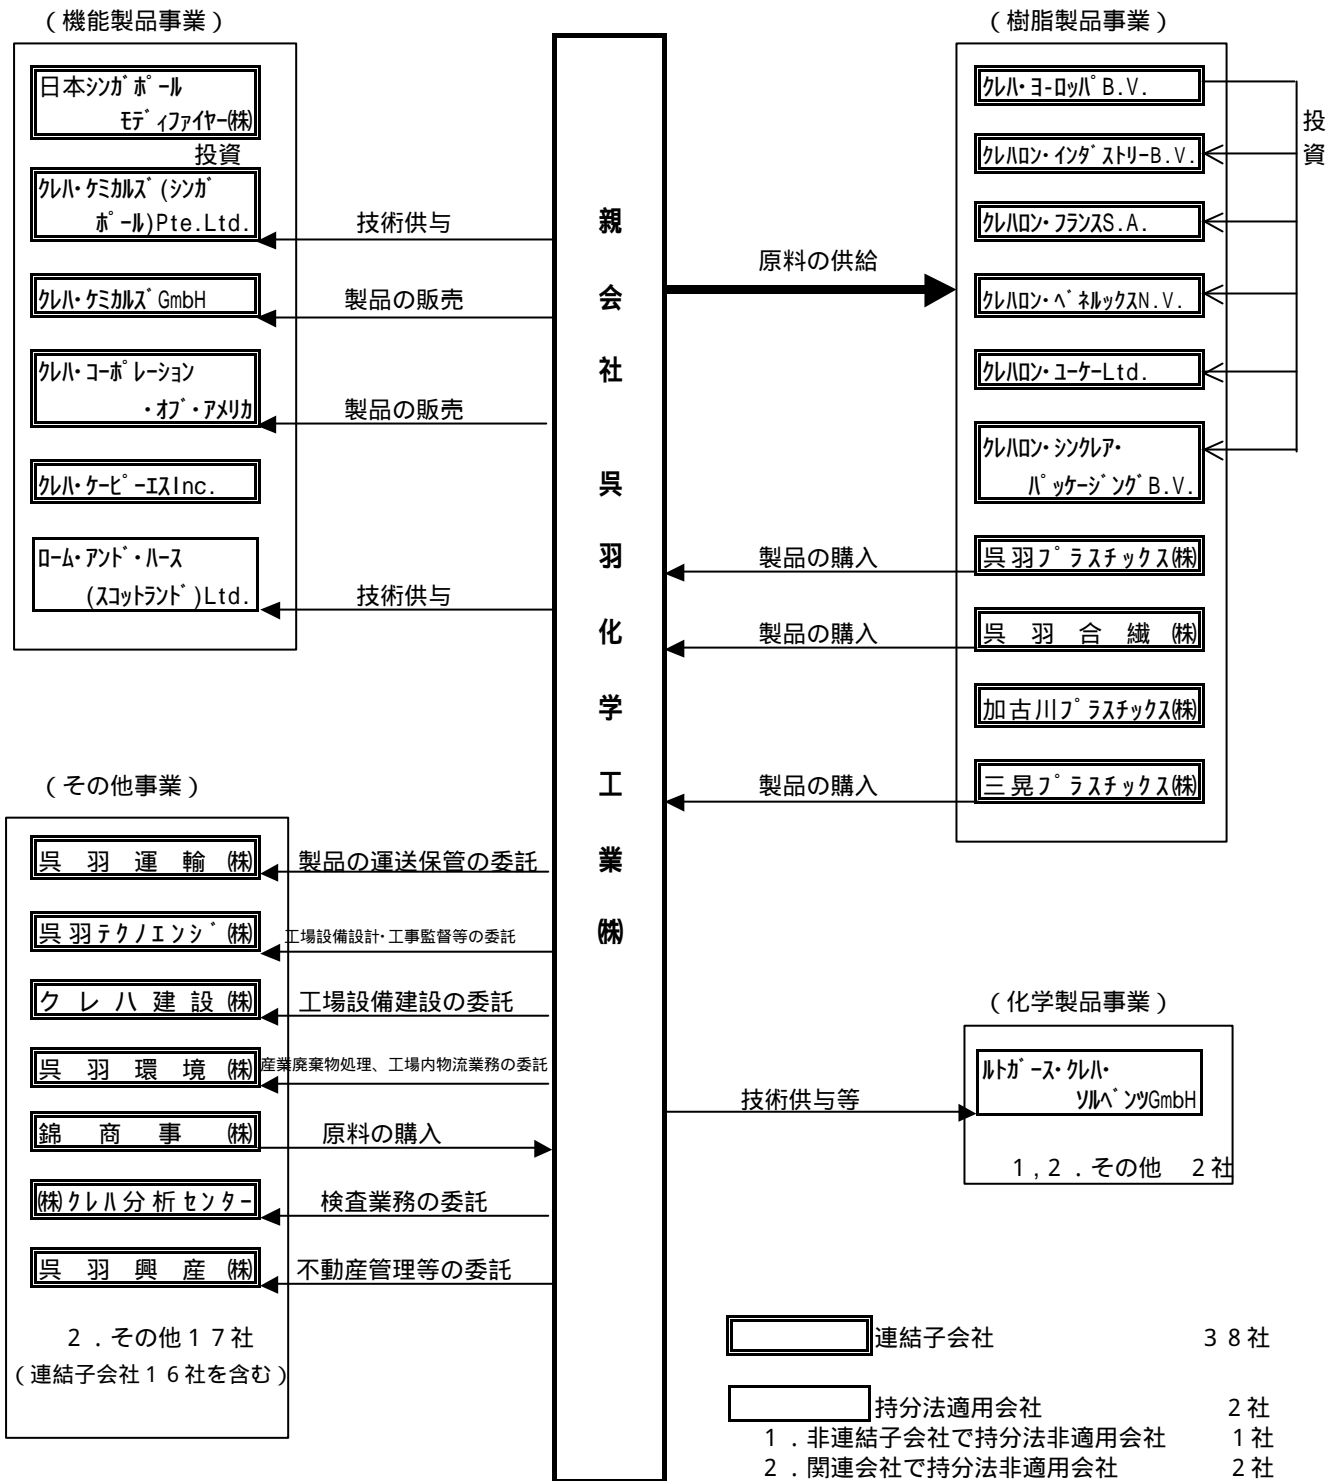 （機能製品事業）
日本シンガポール
モディファイヤー㈱
投資
クレハ・ケミカルズ(シンガ
ポール)Pte.Ltd.
技術供与
クレハ・ケミカルズGmbH
製品の販売
クレハ・コーポレーション
・オブ・アメリカ
製品の販売
クレハ・ケーピーエスInc.
ローム・アンド・ハース
(スコットランド)Ltd.
技術供与
（その他事業）
呉羽運輸㈱
製品の運送保管の委託
呉羽テクノエンジ㈱
工場設備設計・工事監督等の委託
クレハ建設㈱
工場設備建設の委託
呉羽環境㈱
産業廃棄物処理、工場内物流業務の委託
錦商事㈱
原料の購入
㈱クレハ分析センター
検査業務の委託
呉羽興産㈱
不動産管理等の委託
２．その他１７社
（連結子会社１６社を含む）
親会社 呉羽化学工業㈱
（樹脂製品事業）
クレハ・ヨ-ロッパB.V.
投資
クレハロン・インダストリーB.V.
クレハロン・フランスS.A.
原料の供給
クレハロン・ベネルックスN.V.
クレハロン・ユーケーLtd.
クレハロン・シンクレア・
パッケージングB.V.
呉羽プラスチックス㈱
製品の購入
呉羽合繊㈱
製品の購入
加古川プラスチックス㈱
三晃プラスチックス㈱
製品の購入
（化学製品事業）
ルトガース・クレハ・
ソルベンツGmbH
技術供与等
１,２．その他 ２社
連結子会社 ３８社
持分法適用会社 ２社
１．非連結子会社で持分法非適用会社 １社
２．関連会社で持分法非適用会社 ２社